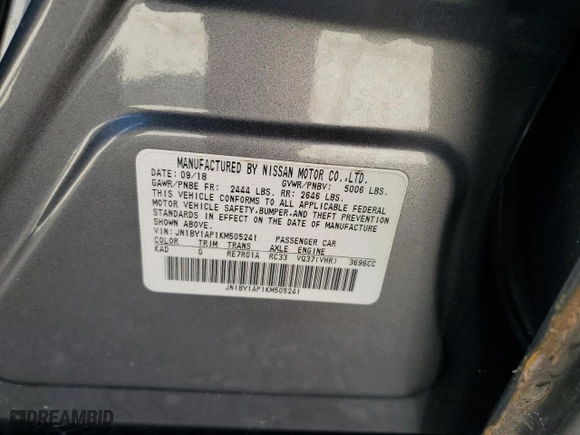 MANUFACTURED BY NISSAN MOTOR CO.,LTD.
DATE: 09/18 GVWR/PNBV: 5006 LBS.
GAWR/PNBE FR: 2444 LBS. RR: 2646 LBS.
THIS VEHICLE CONFORMS TO ALL APPLICABLE FEDERAL
MOTOR VEHICLE SAFETY,BUMPER,AND THEFT PREVENTION
STANDARDS IN EFFECT ON THE DATE OF MANUFACTURE
SHOWN ABOVE.
VIN: JN1BY1AP1KM505241 PASSENGER CAR
COLOR TRIM TRANS AXLE ENGINE
KAD G RE7R01A RC33 VQ37(VHR) 3696CC
JN1BY1AP1KM505241
DREAMBID